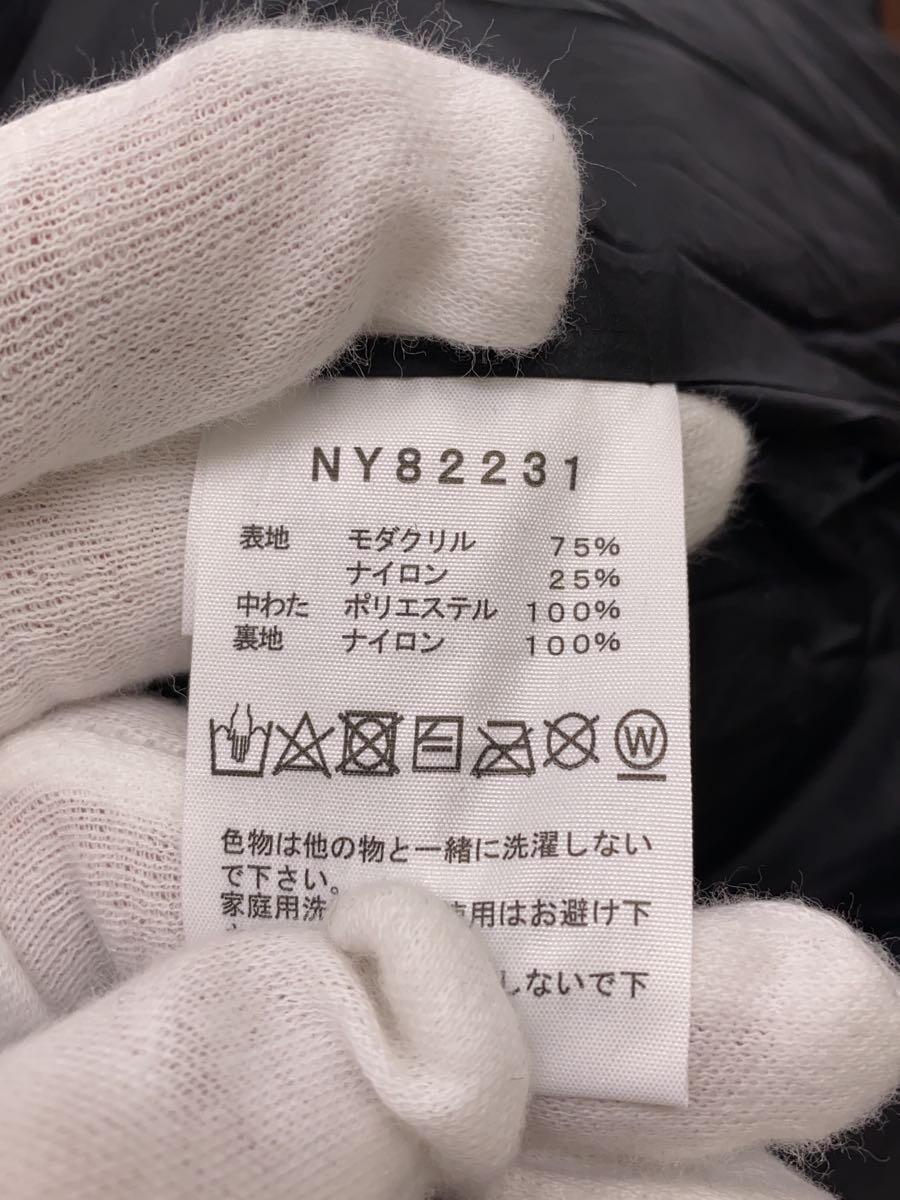 NY82231
表地 モダクリル 75%
ナイロン 25%
中わた ポリエステル 100%
裏地 ナイロン 100%
W
色物は他の物と一緒に洗濯しない
で下さい。
家庭用洗 用はお避け下
しないで下